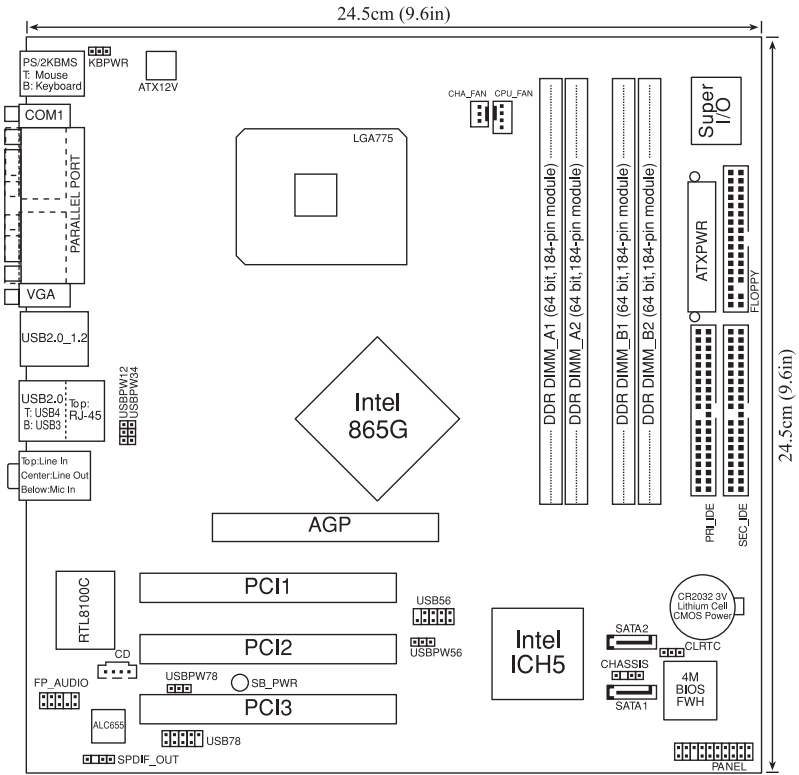 24.5cm (9.6in)
PS/2KBMS
T: Mouse
B: Keyboard
KBPWR
ATX12V
CHA_FAN
CPU_FAN
Super
I/O
COM1
PARALLEL PORT
VGA
LGA775
DDR DIMM_A1 (64 bit,184-pin module)
DDR DIMM_A2 (64 bit,184-pin module)
DDR DIMM_B1 (64 bit,184-pin module)
DDR DIMM_B2 (64 bit,184-pin module)
ATXPWR
FLOPPY
24.5cm (9.6in)
USB2.0_1.2
USB2.0
T: USB4
B: USB3
Top:
RJ-45
USBPW12
USBPW34
Intel
865G
Top:Line In
Center:Line Out
Below:Mic In
PRI_IDE
SEC_IDE
AGP
RTL8100C
PCI1
USB56
CR2032 3V
Lithium Cell
CMOS Power
PCI2
USBPW56
Intel
ICH5
SATA2
CLRTC
CD
USBPW78
SB_PWR
CHASSIS
FP_AUDIO
PCI3
SATA1
4M
BIOS
FWH
ALC655
USB78
SPDIF_OUT
PANEL